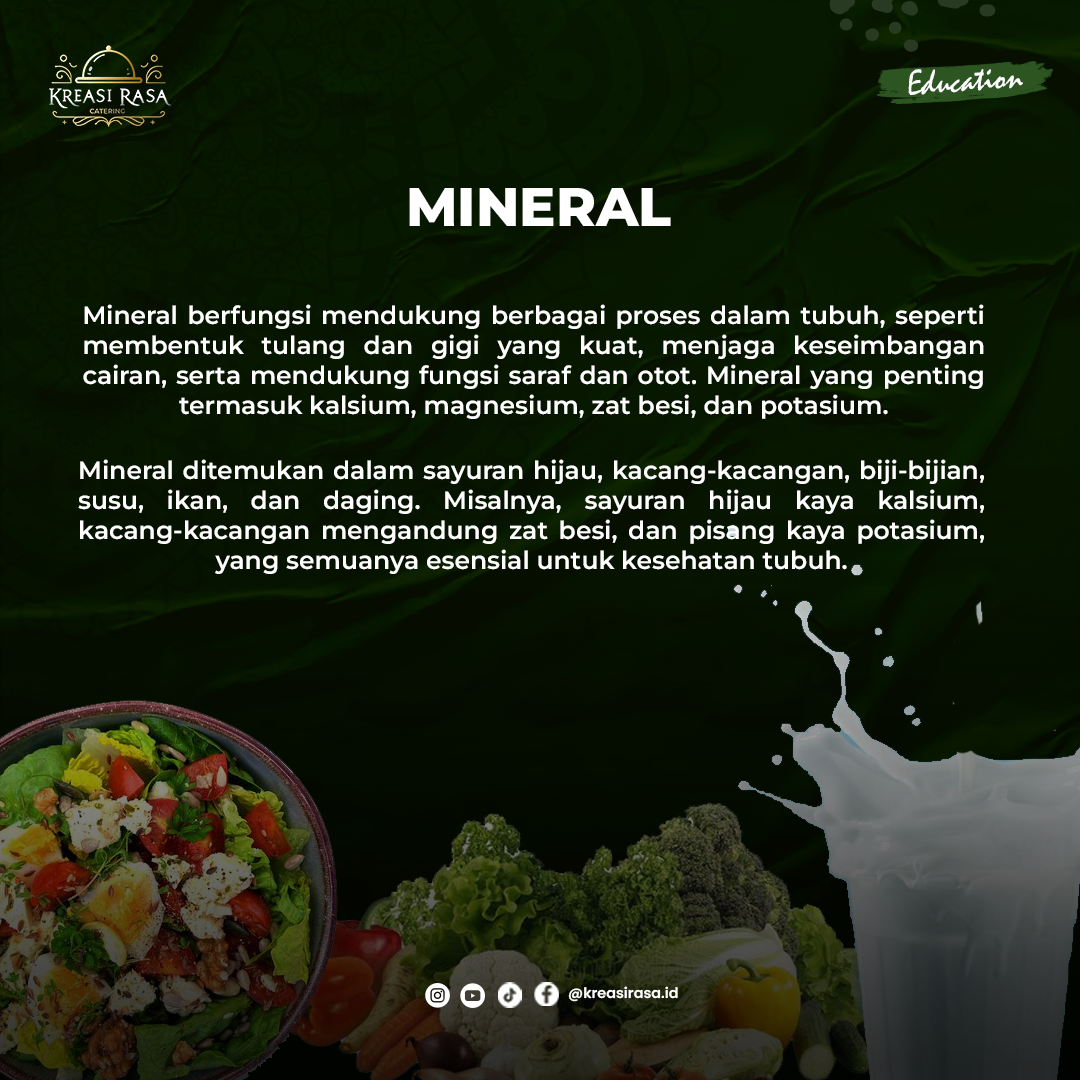 KREASI RASA
CATERING
Education
MINERAL
Mineral berfungsi mendukung berbagai proses dalam tubuh, seperti
membentuk tulang dan gigi yang kuat, menjaga keseimbangan
cairan, serta mendukung fungsi saraf dan otot. Mineral yang penting
termasuk kalsium, magnesium, zat besi, dan potasium.
Mineral ditemukan dalam sayuran hijau, kacang-kacangan, biji-bijian,
susu, ikan, dan daging. Misalnya, sayuran hijau kaya kalsium,
kacang-kacangan mengandung zat besi, dan pisang kaya potasium,
yang semuanya esensial untuk kesehatan tubuh.
@kreasirasa.id